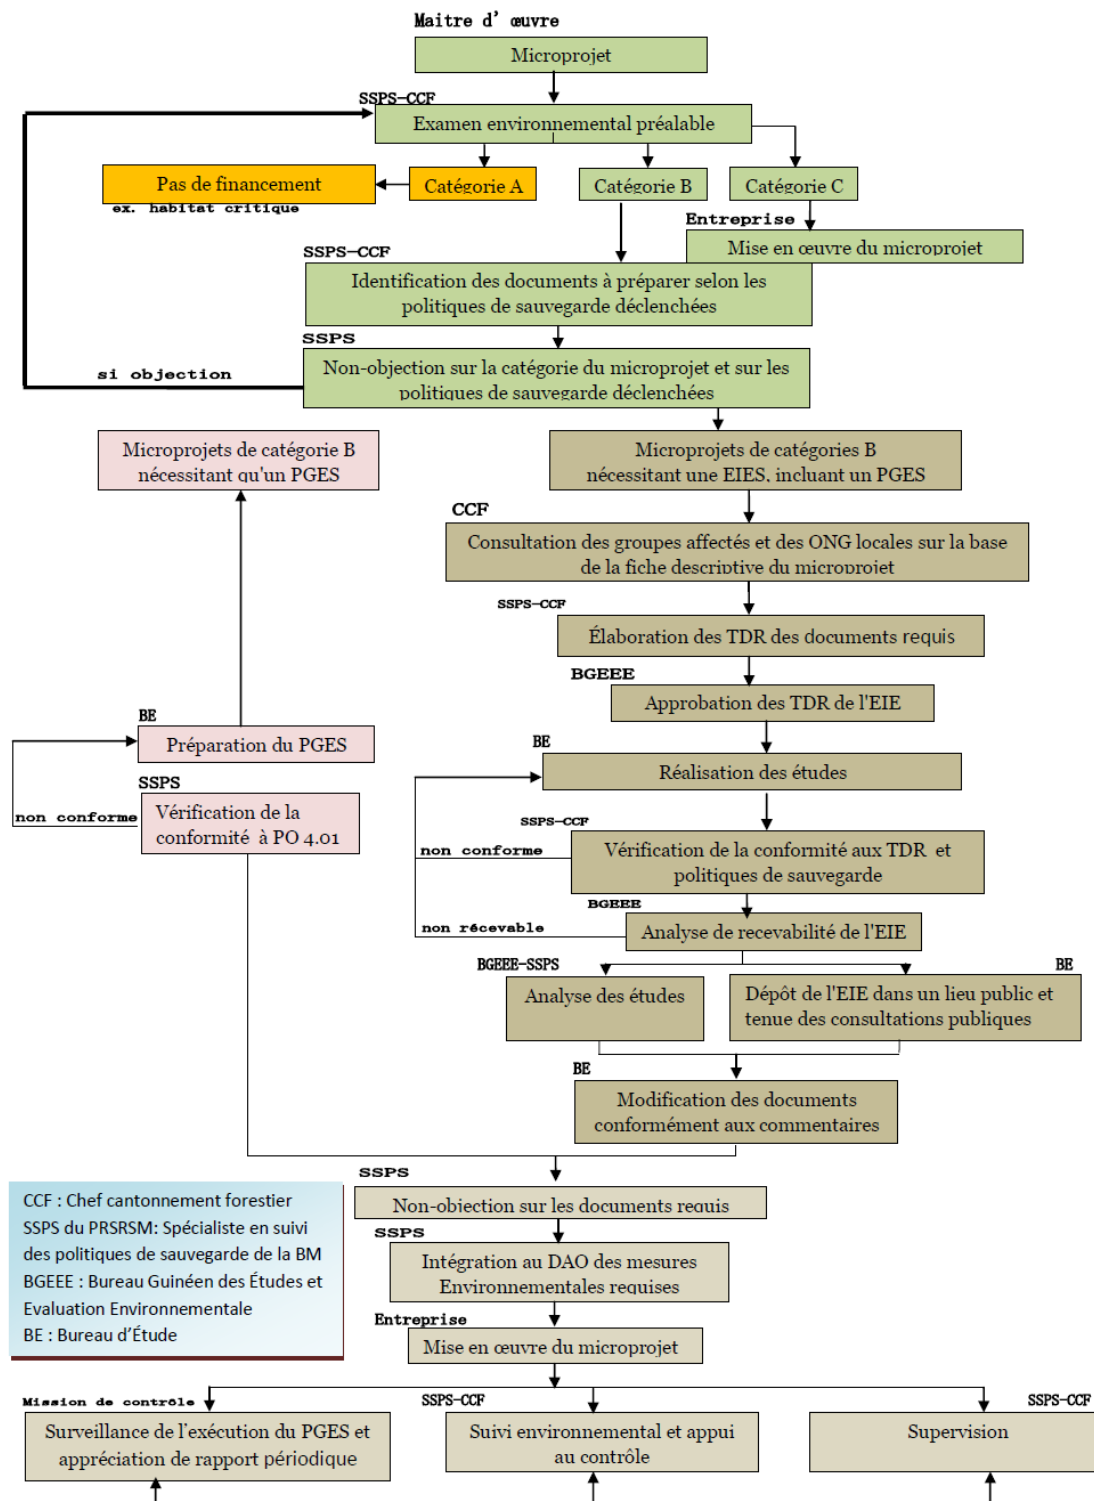 Maitre d' œuvre
Microprojet
SSPS-CCF
Examen environnemental préalable
Pas de financement
Catégorie A
Catégorie B
Catégorie C
ex. habitat critique
Entreprise
Mise en œuvre du microprojet
SSPS-CCF
Identification des documents à préparer selon les
politiques de sauvegarde déclenchées
SSPS
si objection
Non-objection sur la catégorie du microprojet et sur les
politiques de sauvegarde déclenchées
Microprojets de catégorie B
nécessitant qu'un PGES
Microprojets de catégories B
nécessitant une EIES, incluant un PGES
CCF
Consultation des groupes affectés et des ONG locales sur la base
de la fiche descriptive du microprojet
SSPS-CCF
Élaboration des TDR des documents requis
BGEEE
Approbation des TDR de l'EIE
BE
Préparation du PGES
BE
Réalisation des études
SSPS
non conforme
Vérification de la
conformité à PO 4.01
SSPS-CCF
non conforme
Vérification de la conformité aux TDR et
politiques de sauvegarde
BGEEE
non récevable
Analyse de recevabilité de l'EIE
BGEEE-SSPS
Analyse des études
BE
Dépôt de l'EIE dans un lieu public et
tenue des consultations publiques
BE
Modification des documents
conformément aux commentaires
SSPS
Non-objection sur les documents requis
SSPS
Intégration au DAO des mesures
Environnementales requises
Entreprise
Mise en œuvre du microprojet
CCF : Chef cantonnement forestier
SSPS du PRSRSM: Spécialiste en suivi
des politiques de sauvegarde de la BM
BGEEE : Bureau Guinéen des Études et
Evaluation Environnementale
BE : Bureau d'Étude
Mission de contrôle
Surveillance de l'exécution du PGES et
appréciation de rapport périodique
SSPS-CCF
Suivi environnemental et appui
au contrôle
SSPS-CCF
Supervision